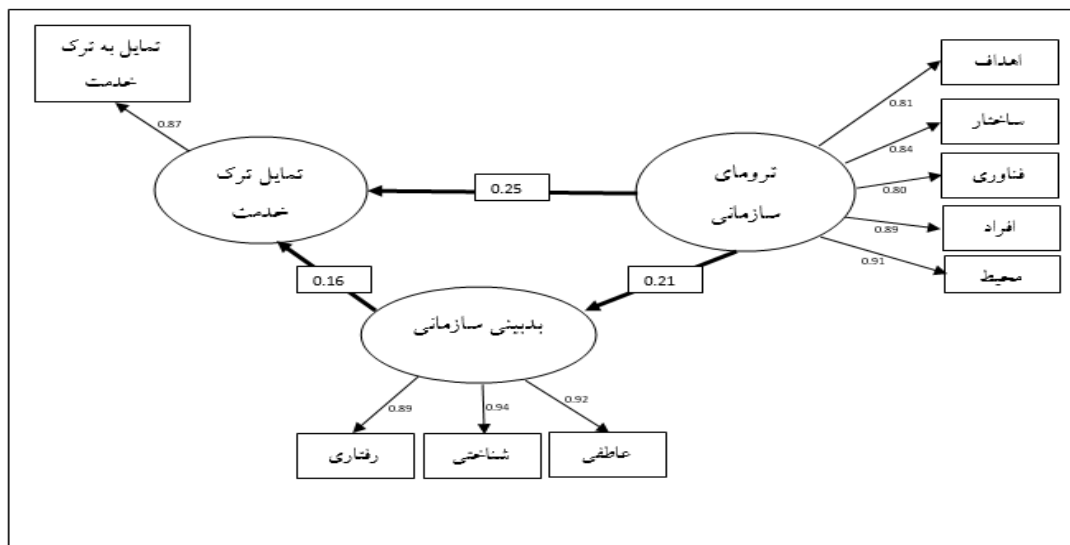 تمایل به ترک
خدمت
0.87
تمایل ترک
خدمت
0.25
ترومای
سازمانی
0.81
اهداف
0.84
ساختار
0.80
فناوری
0.89
افراد
0.91
محیط
0.16
0.21
بدبینی سازمانی
0.89
0.94
0.92
رفتاری
شناختی
عاطفی